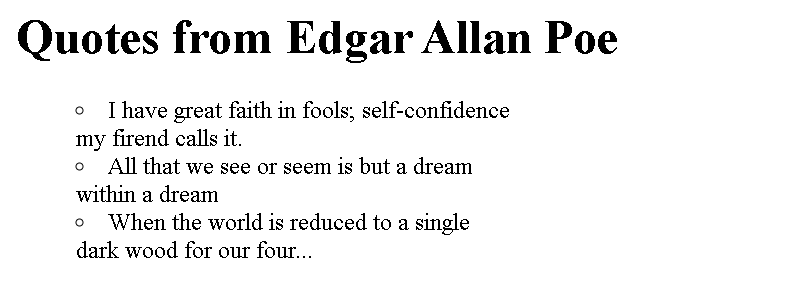 Quotes from Edgar Allan Poe
I have great faith in fools; self-confidence
my firend calls it.
All that we see or seem is but a dream
within a dream
When the world is reduced to a single
dark wood for our four...